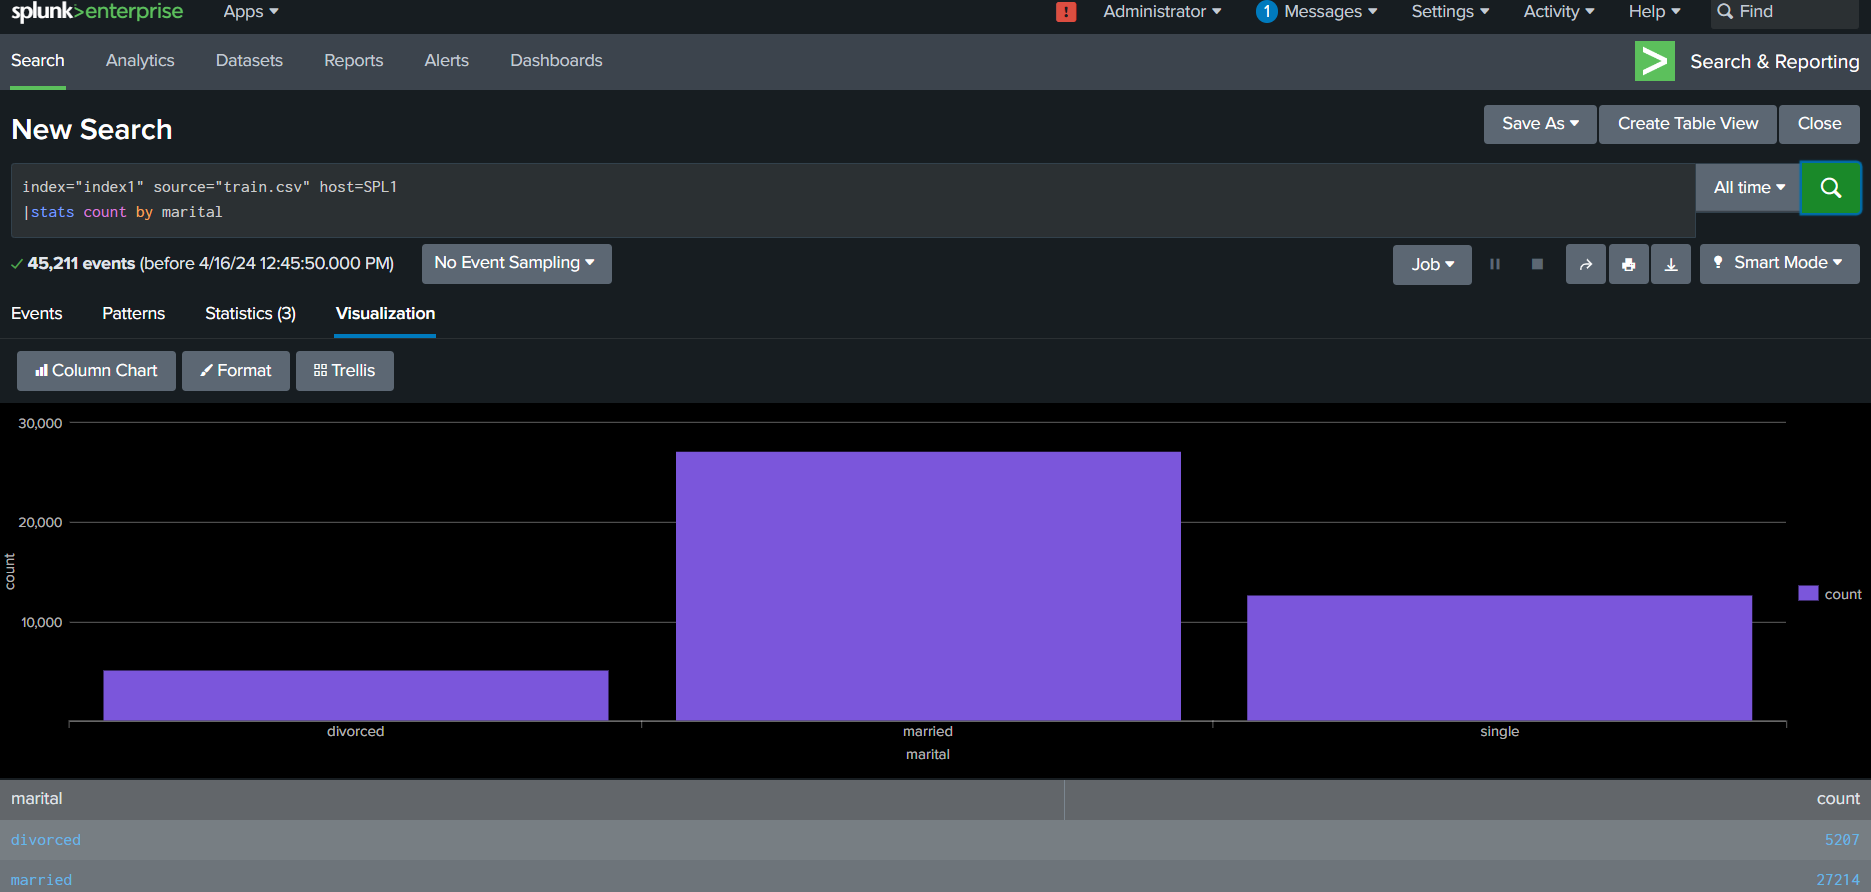 splunk>enterprise Apps ! Administrator 1 Messages Settings Activity Help Find
Search Analytics Datasets Reports Alerts Dashboards > Search & Reporting
New Search Save As Create Table View Close
index="index1" source="train.csv" host=SPL1 All time
|stats count by marital
45,211 events (before 4/16/24 12:45:50.000 PM) No Event Sampling Job Smart Mode
Events Patterns Statistics (3) Visualization
Column Chart Format Trellis
30,000
20,000
10,000
count
count
divorced married single
marital
marital count
divorced 5207
married 27214